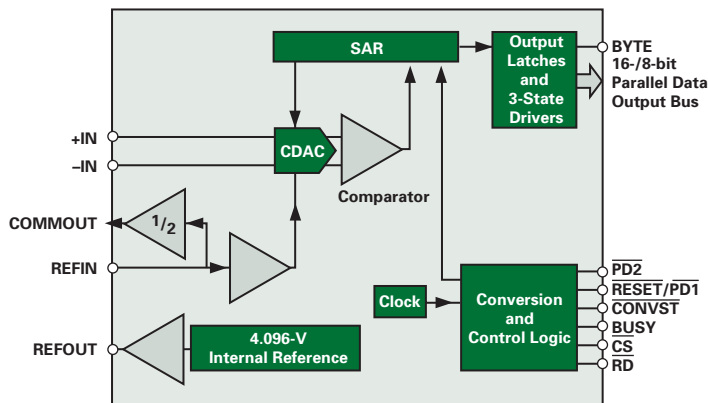 SAR
Output
Latches
and
3-State
Drivers
BYTE
16-/8-bit
Parallel Data
Output Bus
+IN
–IN
CDAC
Comparator
COMMOUT
1/2
REFIN
Clock
Conversion
and
Control Logic
PD2
RESET/PD1
CONVST
BUSY
CS
RD
REFOUT
4.096-V
Internal Reference